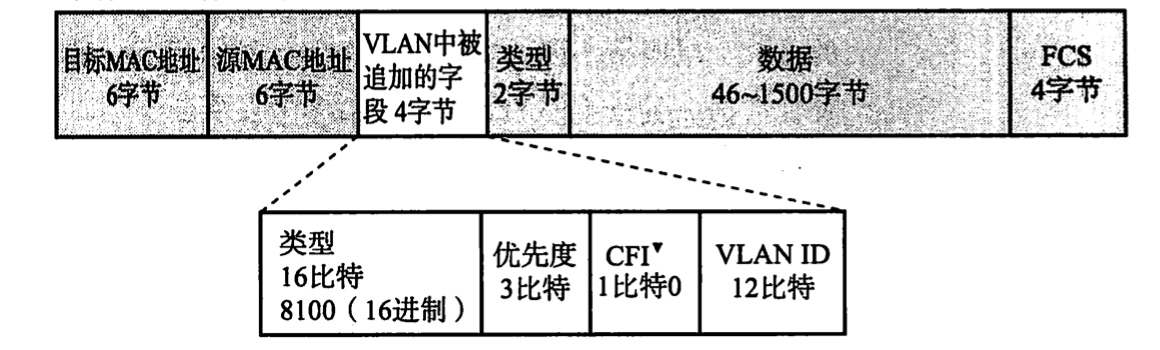 目标MAC地址
6字节
源MAC地址
6字节
VLAN中被
追加的字
段 4字节
类型
2字节
数据
46~1500字节
FCS
4字节
类型
16比特
8100（16进制）
优先度
3比特
CFI▼
1比特0
VLAN ID
12比特